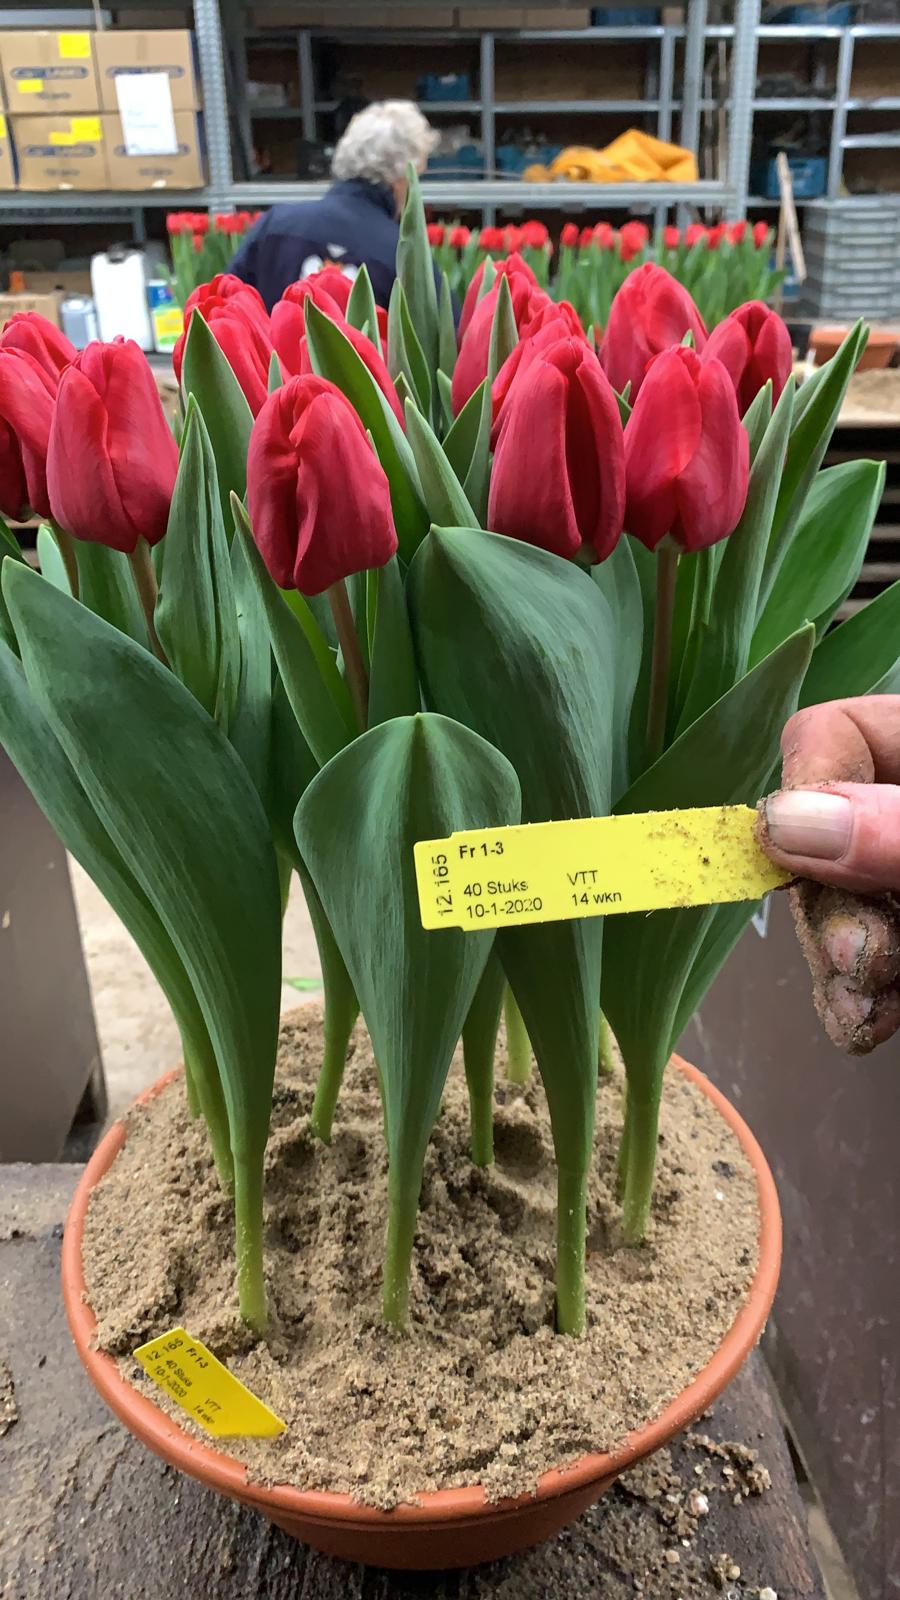 12.165
Fr 1-3
40 Stuks VTT
10-1-2020 14 wkn
12 165
Fr 1-3
40 Stuks
10-1-2020 VTT
14 wkn